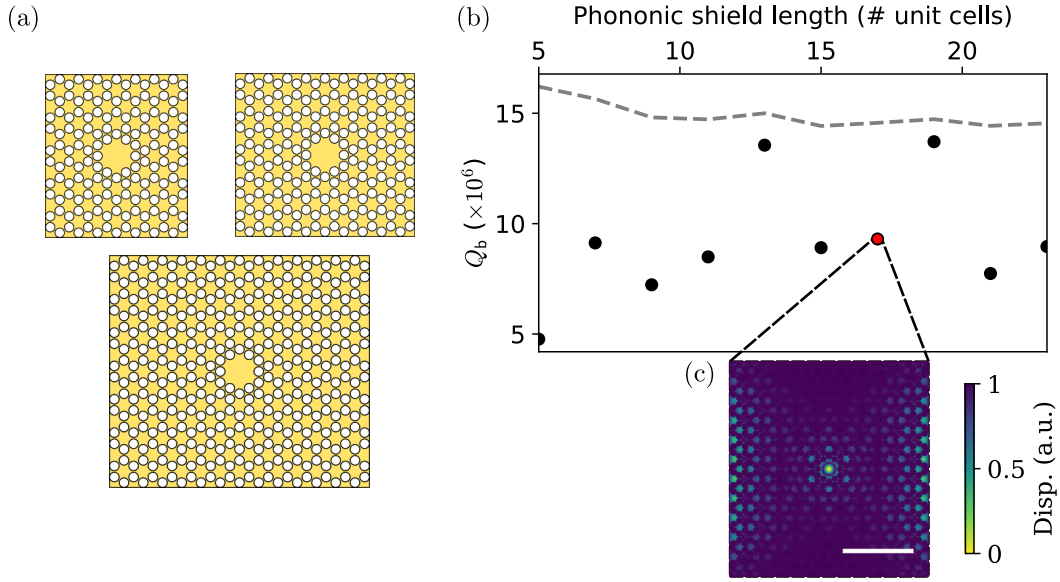 (a)
(b)
Phononic shield length (# unit cells)
5 10 15 20
15
10
5
Q_b (×10^6)
(c)
1
0.5
0
Disp. (a.u.)